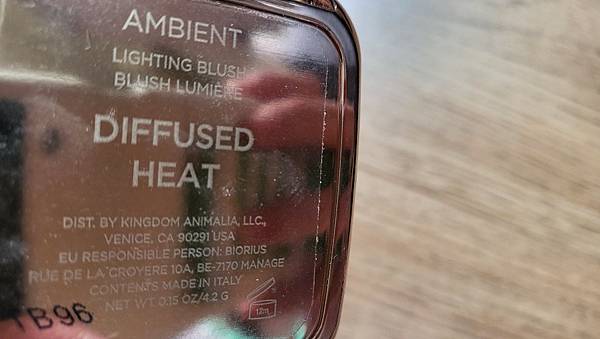 AMBIENT
LIGHTING BLUSH
BLUSH LUMIÈRE
DIFFUSED
HEAT
DIST. BY KINGDOM ANIMALIA, LLC.,
VENICE, CA 90291 USA
EU RESPONSIBLE PERSON: BIORIUS
RUE DE LA CROYERE 10A, BE-7170 MANAGE
CONTENTS MADE IN ITALY
NET WT. 0.15 OZ/4.2 G
12m
B96